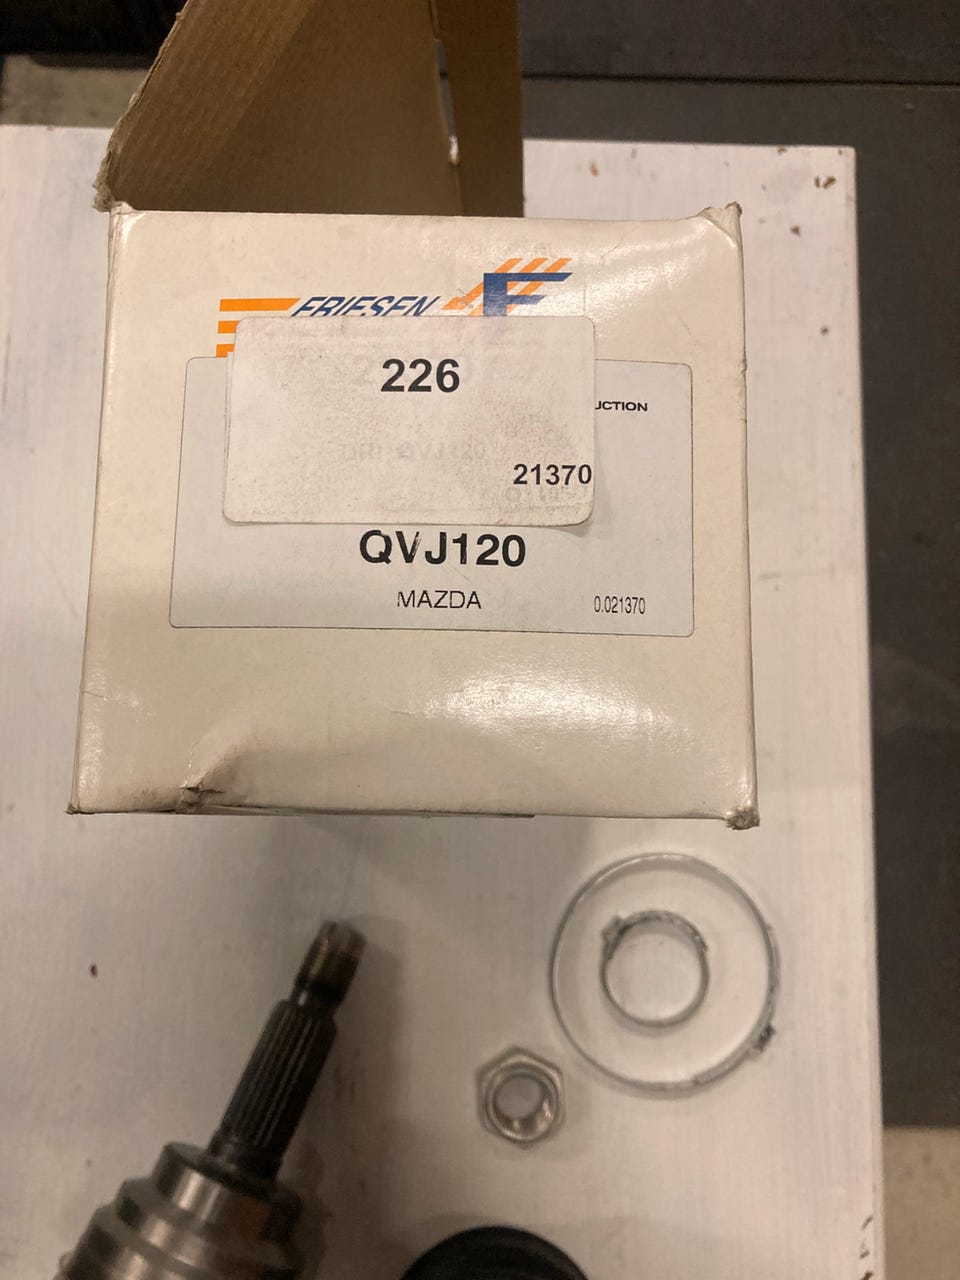 FRIESEN
F
226
UCTION
21370
QVJ120
MAZDA
0.021370